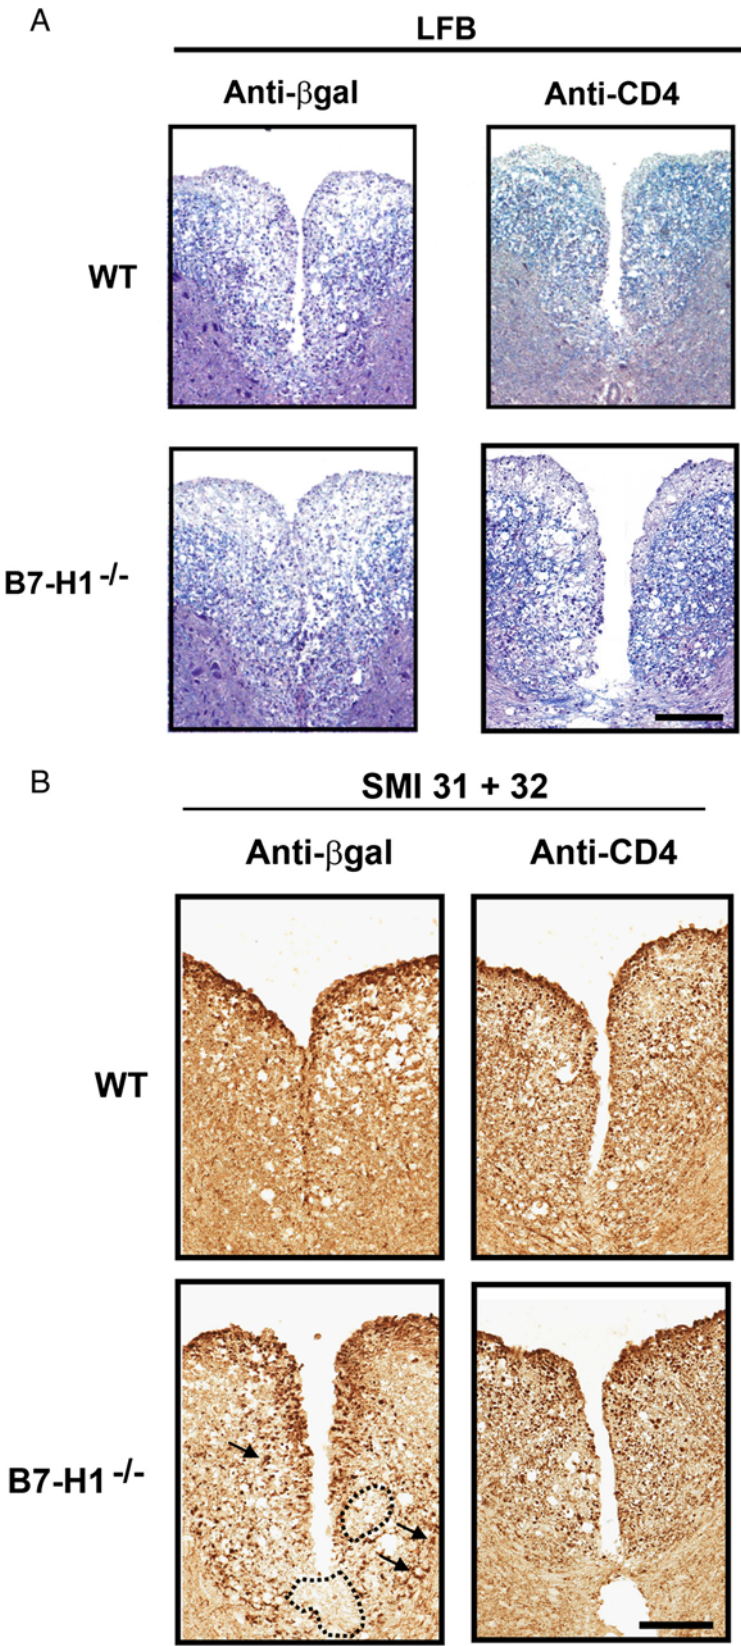 A
LFB
Anti-βgal Anti-CD4
WT
B7-H1 -/-
B
SMI 31 + 32
Anti-βgal Anti-CD4
WT
B7-H1 -/-